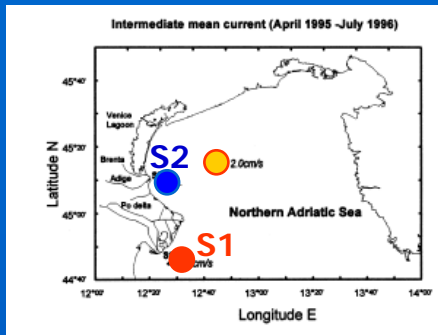 Intermediate mean current (April 1995 -July 1996)
45°40'
Venice
Lagoon
45°20'
S2
2.0cm/s
Brenta
Adige
Latitude N
Po delta
45°00'
Northern Adriatic Sea
S1
cm/s
44°40'
12°00' 12°20' 12°40' 13°00' 13°20' 13°40' 14°00'
Longitude E